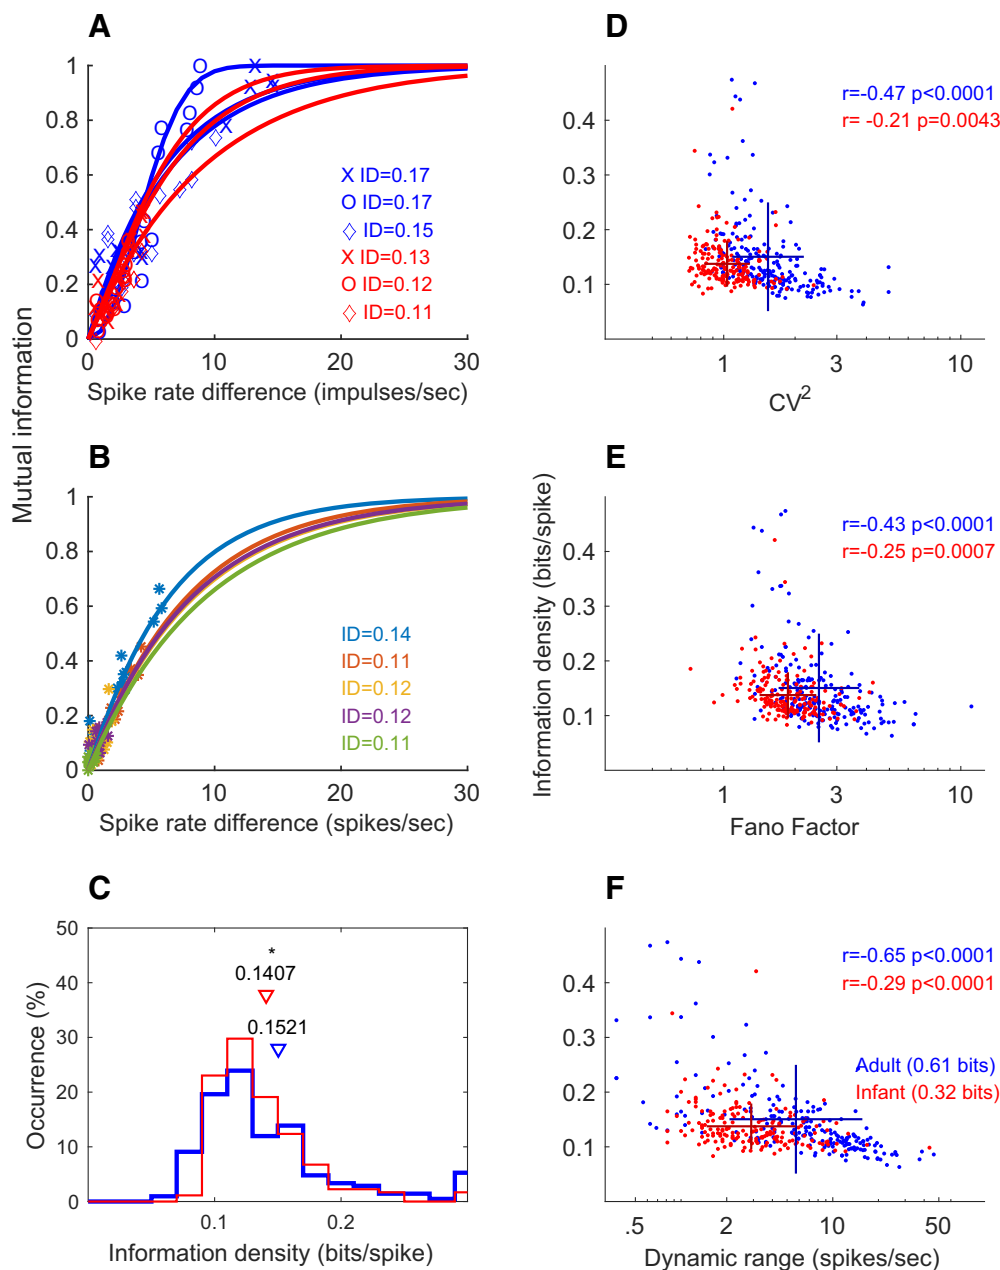 A
Mutual information
1
0.8
0.6
0.4
0.2
0
0
10
20
30
X ID=0.17
O ID=0.17
◇ ID=0.15
X ID=0.13
O ID=0.12
◇ ID=0.11
Spike rate difference (impulses/sec)
B
1
0.8
0.6
0.4
0.2
0
0
10
20
30
ID=0.14
ID=0.11
ID=0.12
ID=0.12
ID=0.11
Spike rate difference (spikes/sec)
C
Occurrence (%)
50
40
30
20
10
0
*
0.1407
0.1521
0.1
0.2
Information density (bits/spike)
D
Information density (bits/spike)
r=-0.47 p<0.0001
r= -0.21 p=0.0043
0.4
0.3
0.2
0.1
1
3
10
CV²
E
r=-0.43 p<0.0001
r=-0.25 p=0.0007
0.4
0.3
0.2
0.1
1
3
10
Fano Factor
F
r=-0.65 p<0.0001
r=-0.29 p<0.0001
Adult (0.61 bits)
Infant (0.32 bits)
0.4
0.3
0.2
0.1
.5
2
10
50
Dynamic range (spikes/sec)